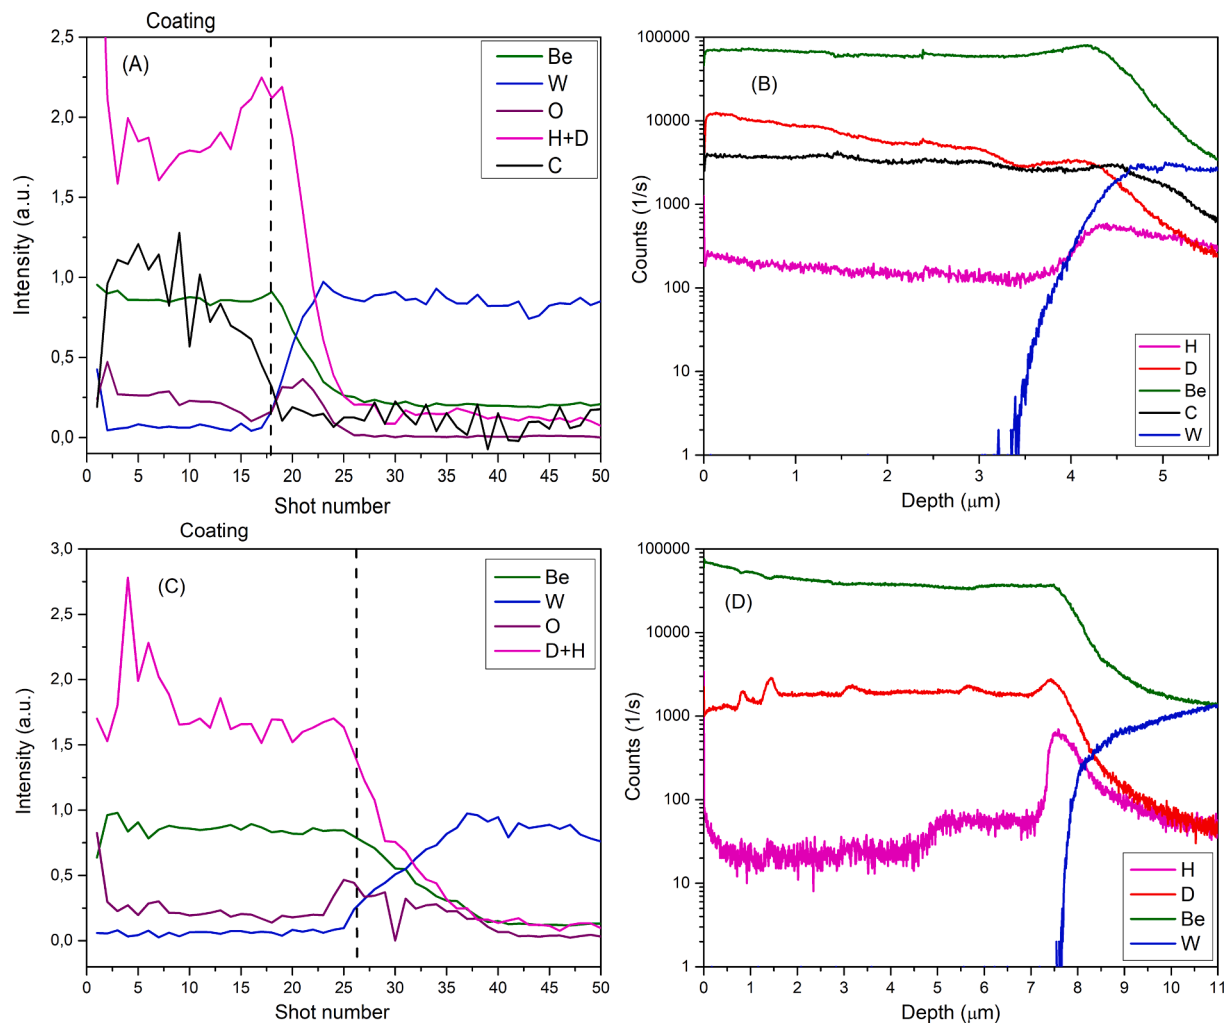 Coating
(A)
Be
W
O
H+D
C
2,5
2,0
1,5
1,0
0,5
0,0
Intensity (a.u.)
0 5 10 15 20 25 30 35 40 45 50
Shot number
(B)
100000
10000
1000
100
10
1
Counts (1/s)
H
D
Be
C
W
0 1 2 3 4 5
Depth (μm)
Coating
(C)
Be
W
O
D+H
3,0
2,5
2,0
1,5
1,0
0,5
0,0
Intensity (a.u.)
0 5 10 15 20 25 30 35 40 45 50
Shot number
(D)
100000
10000
1000
100
10
1
Counts (1/s)
H
D
Be
W
0 1 2 3 4 5 6 7 8 9 10 11
Depth (μm)